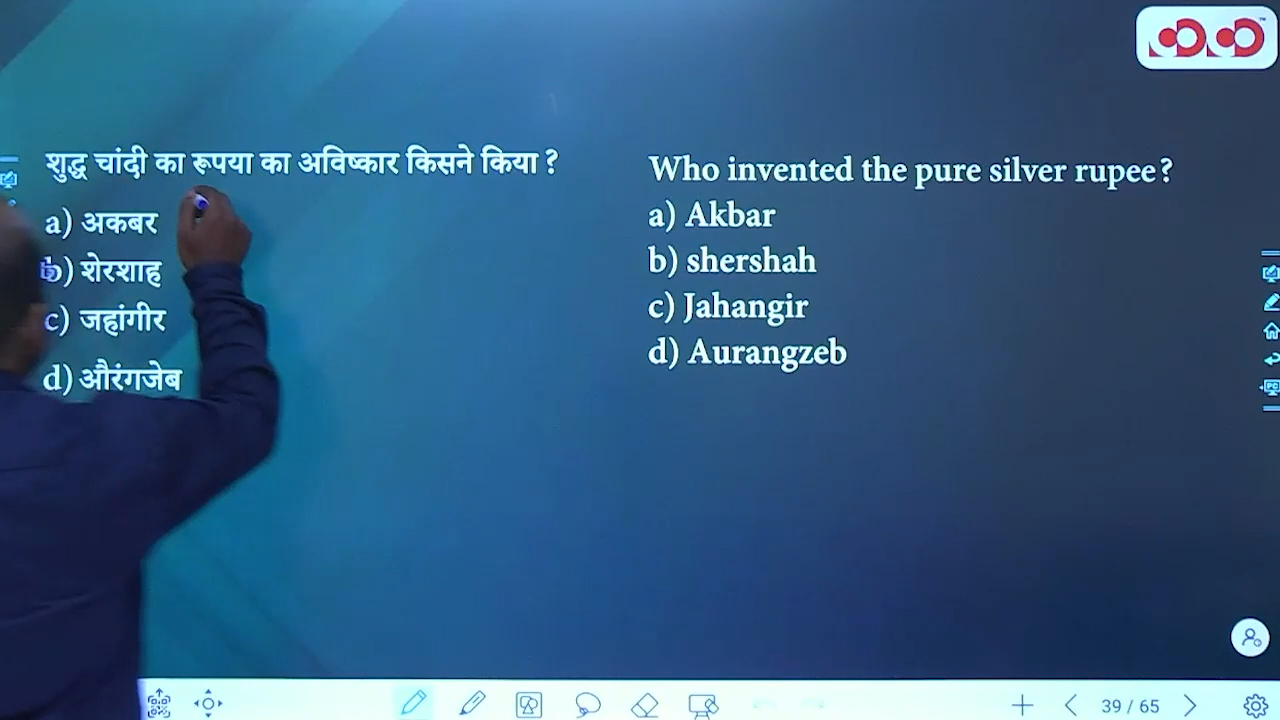 शुद्ध चांदी का रूपया का अविष्कार किसने किया ?
a) अकबर
b) शेरशाह
c) जहांगीर
d) औरंगजेब
Who invented the pure silver rupee?
a) Akbar
b) shershah
c) Jahangir
d) Aurangzeb
PC
39 / 65